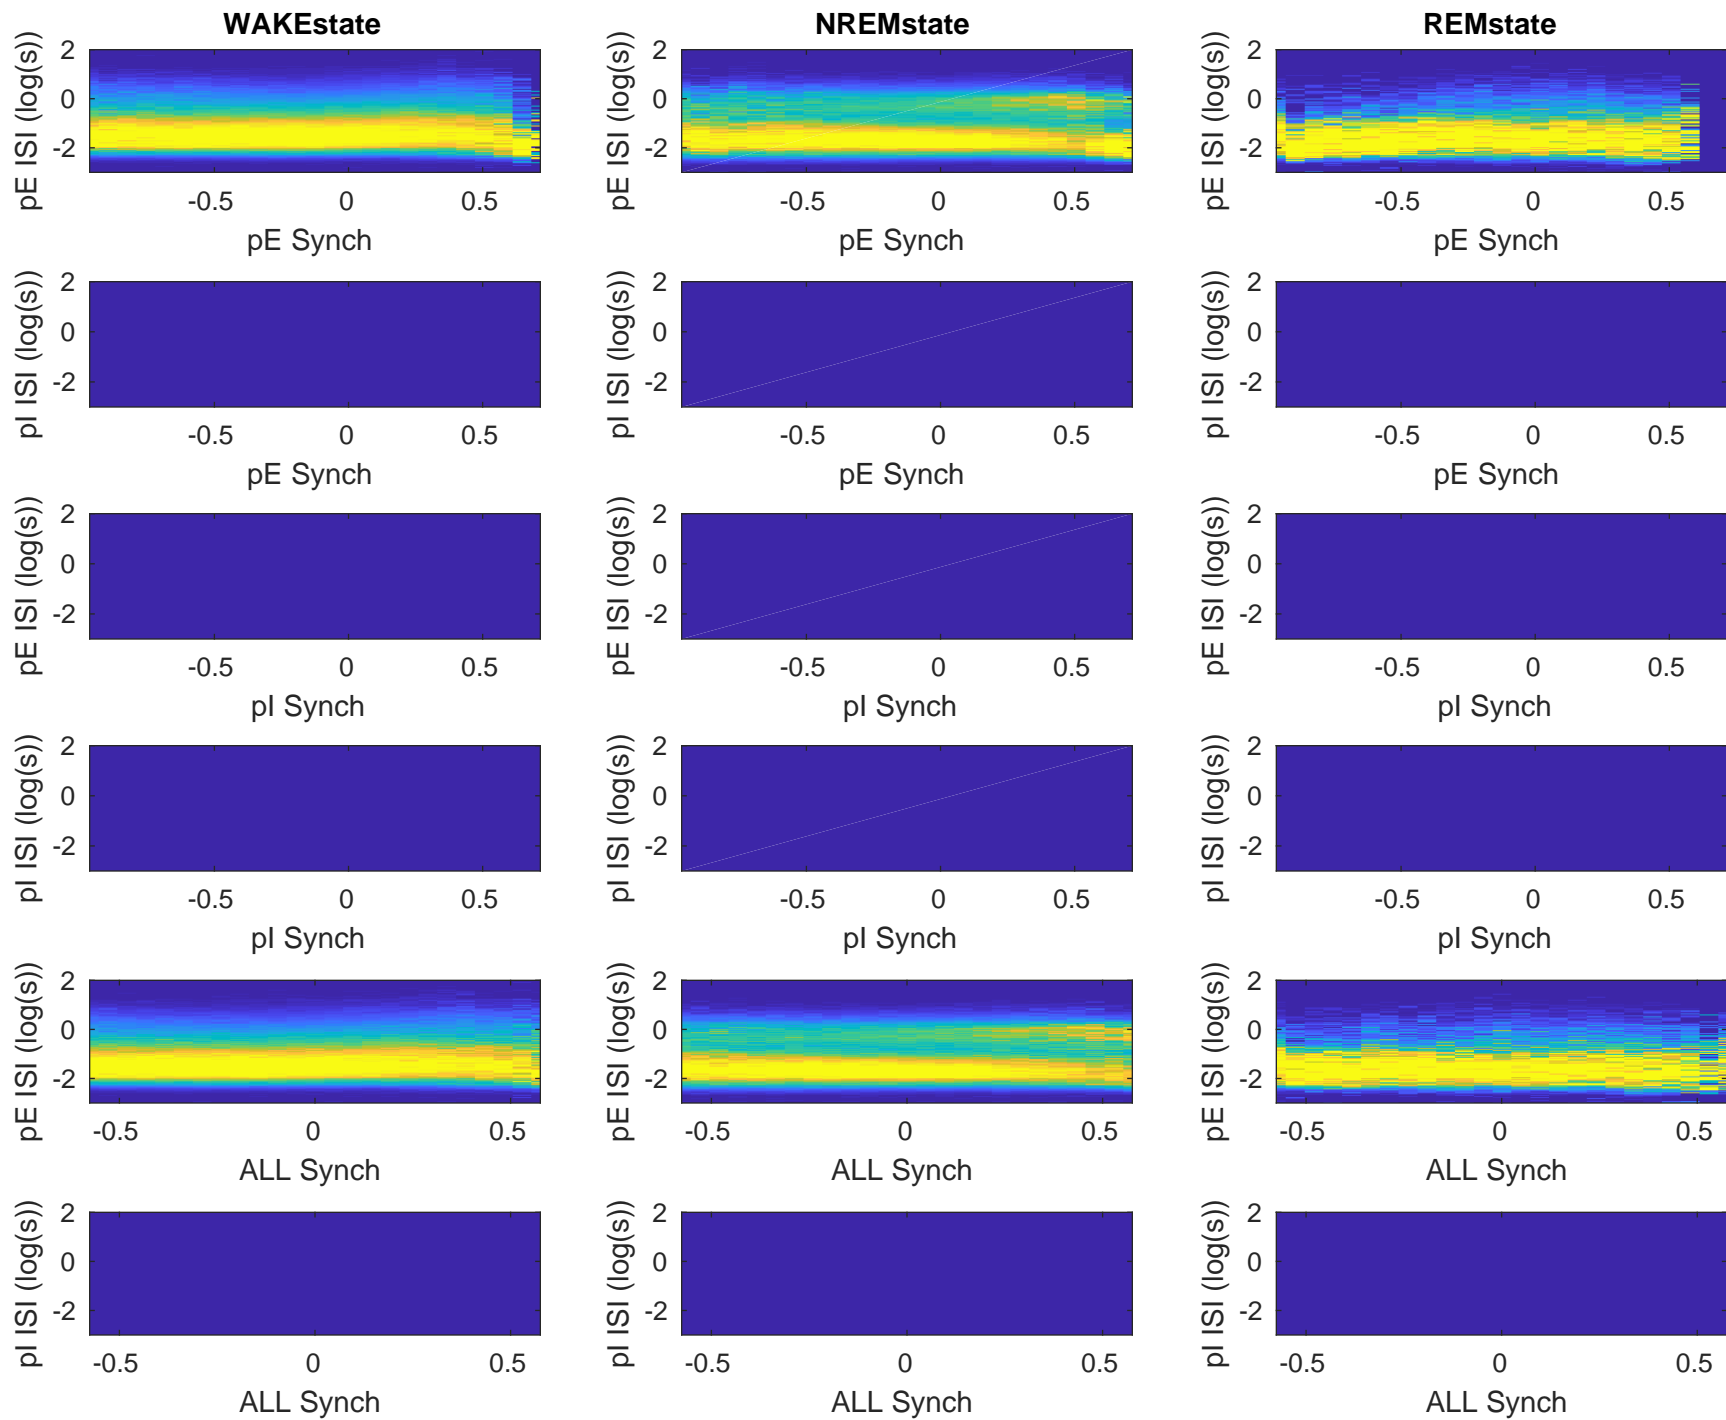 WAKEstate NREMstate REMstate
pE ISI (log(s)) 2 0 -2 pE ISI (log(s)) 2 0 -2 pE ISI (log(s)) 2 0 -2
-0.5 0 0.5 -0.5 0 0.5 -0.5 0 0.5
pE Synch pE Synch pE Synch
pI ISI (log(s)) 2 0 -2 pI ISI (log(s)) 2 0 -2 pI ISI (log(s)) 2 0 -2
-0.5 0 0.5 -0.5 0 0.5 -0.5 0 0.5
pE Synch pE Synch pE Synch
pE ISI (log(s)) 2 0 -2 pE ISI (log(s)) 2 0 -2 pE ISI (log(s)) 2 0 -2
-0.5 0 0.5 -0.5 0 0.5 -0.5 0 0.5
pI Synch pI Synch pI Synch
pI ISI (log(s)) 2 0 -2 pI ISI (log(s)) 2 0 -2 pI ISI (log(s)) 2 0 -2
-0.5 0 0.5 -0.5 0 0.5 -0.5 0 0.5
pI Synch pI Synch pI Synch
pE ISI (log(s)) 2 0 -2 pE ISI (log(s)) 2 0 -2 pE ISI (log(s)) 2 0 -2
-0.5 0 0.5 -0.5 0 0.5 -0.5 0 0.5
ALL Synch ALL Synch ALL Synch
pI ISI (log(s)) 2 0 -2 pI ISI (log(s)) 2 0 -2 pI ISI (log(s)) 2 0 -2
-0.5 0 0.5 -0.5 0 0.5 -0.5 0 0.5
ALL Synch ALL Synch ALL Synch